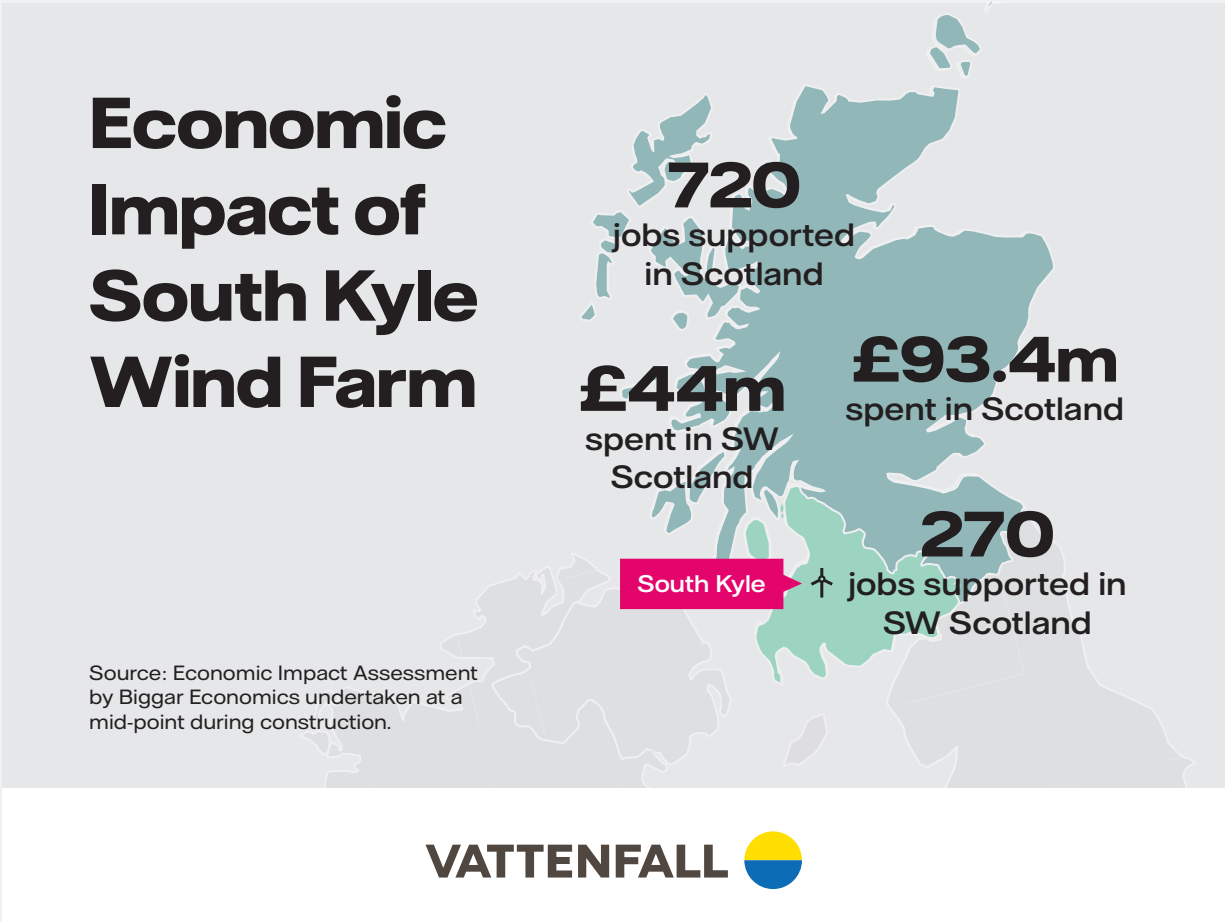 Economic
Impact of
South Kyle
Wind Farm
720
jobs supported
in Scotland
£93.4m
spent in Scotland
£44m
spent in SW
Scotland
270
jobs supported in
SW Scotland
South Kyle
Source: Economic Impact Assessment
by Biggar Economics undertaken at a
mid-point during construction.
VATTENFALL